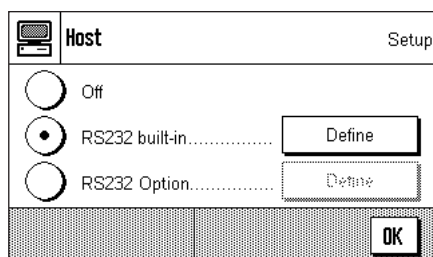 Host Setup
Off
RS232 built-in............... Define
RS232 Option............... Define
OK